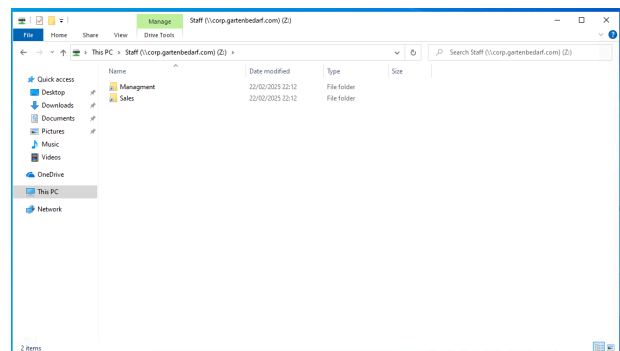 Manage
Staff (\\corp.gartenbedarf.com) (Z:)
File Home Share View Drive Tools
This PC › Staff (\\corp.gartenbedarf.com) (Z:) ›
Search Staff (\\corp.gartenbedarf.com) (Z:)
Name Date modified Type Size
Quick access
Desktop
Downloads
Documents
Pictures
Music
Videos
OneDrive
This PC
Network
Managment 22/02/2025 22:12 File folder
Sales 22/02/2025 22:12 File folder
2 items